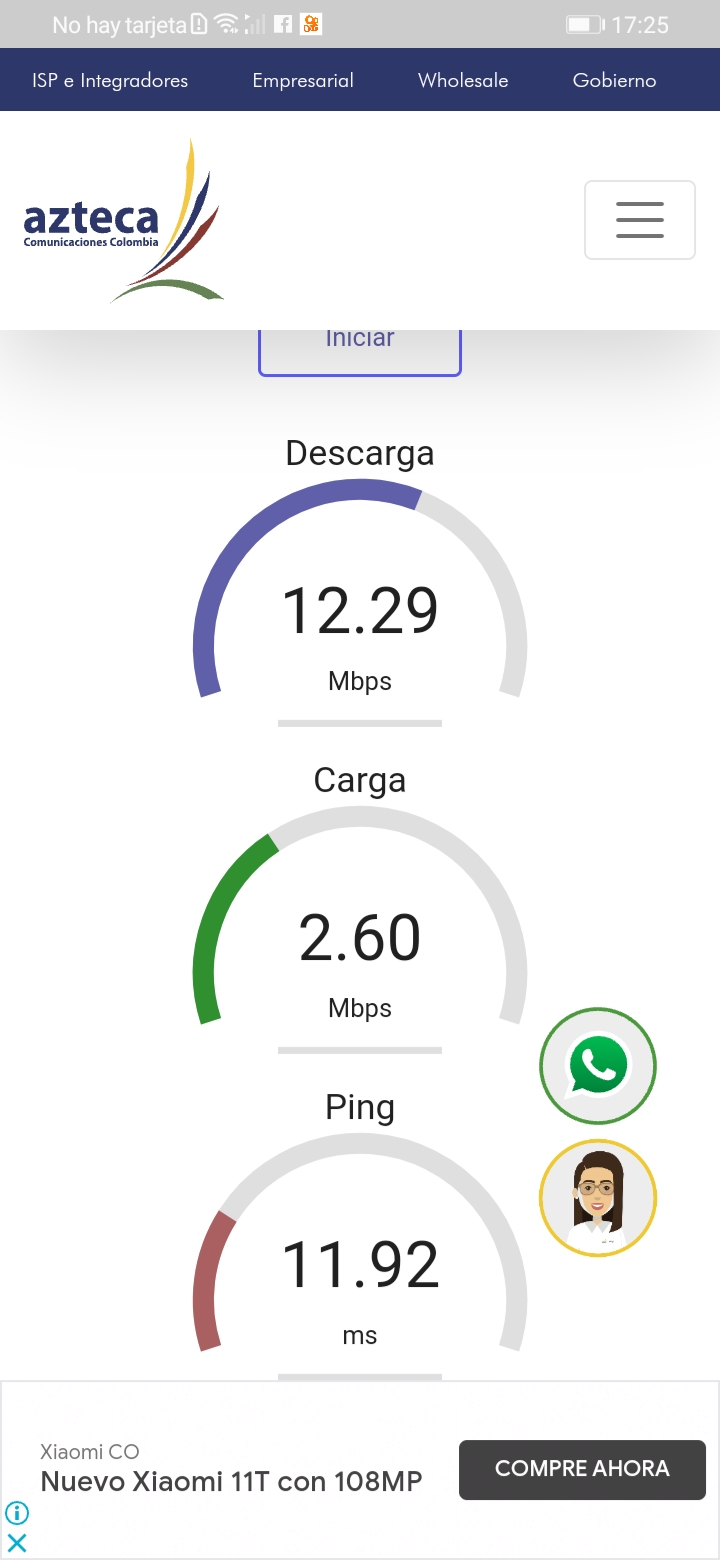 No hay tarjeta
17:25
ISP e Integradores Empresarial Wholesale Gobierno
azteca
Comunicaciones Colombia
Iniciar
Descarga
12.29
Mbps
Carga
2.60
Mbps
Ping
11.92
ms
Xiaomi CO
Nuevo Xiaomi 11T con 108MP
COMPRE AHORA